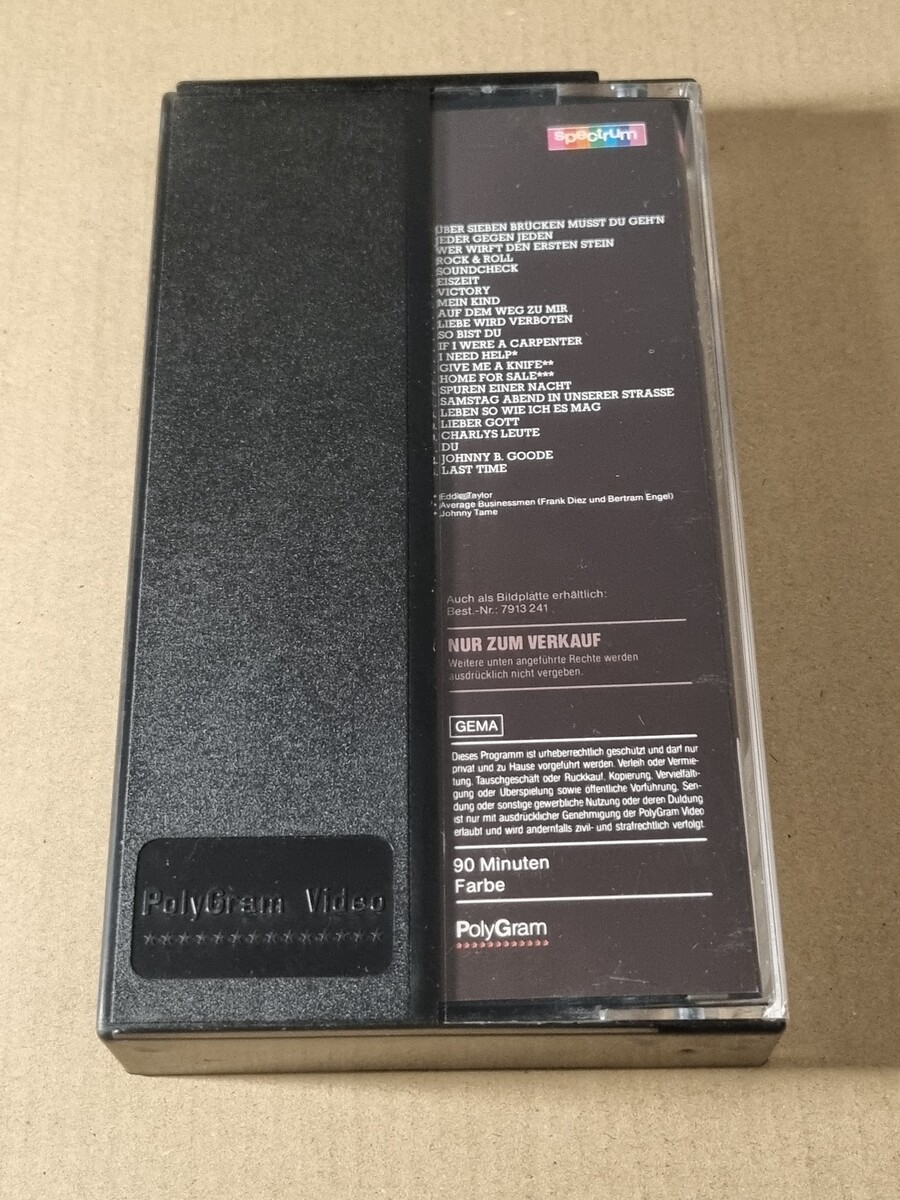 spectrum
ÜBER SIEBEN BRÜCKEN MUSST DU GEH'N
JEDER GEGEN JEDEN
WER WIRFT DEN ERSTEN STEIN
ROCK & ROLL
SOUNDCHECK
EISZEIT
VICTORY
MEIN KIND
AUF DEM WEG ZU MIR
LIEBE WIRD VERBOTEN
SO BIST DU
IF I WERE A CARPENTER
I NEED HELP*
GIVE ME A KNIFE**
HOME FOR SALE***
SPUREN EINER NACHT
SAMSTAG ABEND IN UNSERER STRASSE
LEBEN SO WIE ICH ES MAG
LIEBER GOTT
CHARLYS LEUTE
DU
JOHNNY B. GOODE
LAST TIME
* Eddie Taylor
* Average Businessmen (Frank Diez und Bertram Engel)
* Johnny Tame
Auch als Bildplatte erhältlich:
Best.-Nr.: 7913 241
NUR ZUM VERKAUF
Weitere unten angeführte Rechte werden
ausdrücklich nicht vergeben.
GEMA
Dieses Programm ist urheberrechtlich geschützt und darf nur
privat und zu Hause vorgeführt werden. Verleih oder Vermie-
tung, Tauschgeschäft oder Rückkauf, Kopierung, Vervielfälti-
gung oder Überspielung sowie öffentliche Vorführung, Sen-
dung oder sonstige gewerbliche Nutzung oder deren Duldung
ist nur mit ausdrücklicher Genehmigung der PolyGram Video
erlaubt und wird andernfalls zivil- und strafrechtlich verfolgt.
90 Minuten
Farbe
PolyGram
PolyGram Video